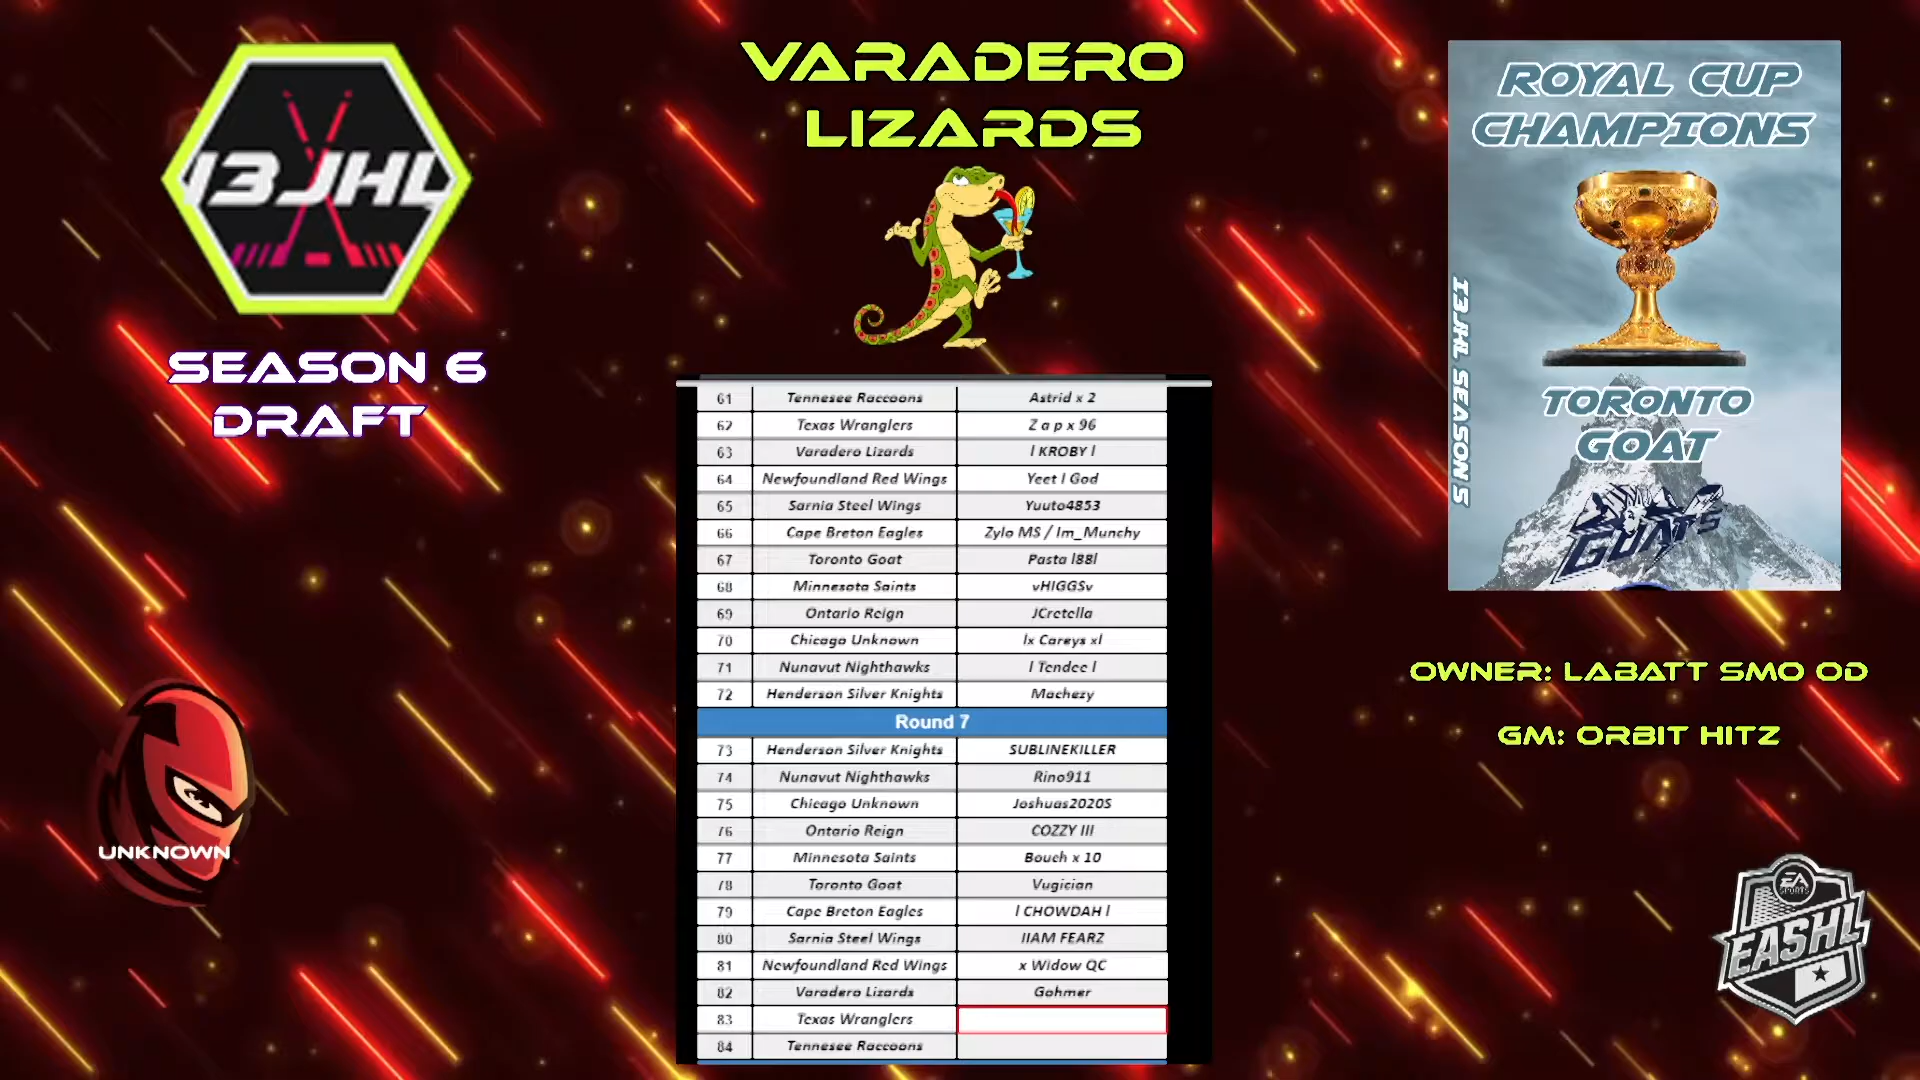 I3JHL
SEASON 6
DRAFT
VARADERO
LIZARDS
ROYAL CUP
CHAMPIONS
I3JHL SEASON 5
TORONTO
GOAT
GOATS
OWNER: LABATT SMO OD
GM: ORBIT HITZ
UNKNOWN
EA
SPORTS
EASHL
61 Tennesee Raccoons Astrid x 2
62 Texas Wranglers Z a p x 96
63 Varadero Lizards l KROBY l
64 Newfoundland Red Wings Yeet l God
65 Sarnia Steel Wings Yuuto4853
66 Cape Breton Eagles Zylo MS / Im_Munchy
67 Toronto Goat Pasta l88l
68 Minnesota Saints vHIGGSv
69 Ontario Reign JCretella
70 Chicago Unknown lx Careys xl
71 Nunavut Nighthawks l Tendee l
72 Henderson Silver Knights Machezy
Round 7
73 Henderson Silver Knights SUBLINEKILLER
74 Nunavut Nighthawks Rino911
75 Chicago Unknown Joshuas2020S
76 Ontario Reign COZZY III
77 Minnesota Saints Bouch x 10
78 Toronto Goat Vugician
79 Cape Breton Eagles l CHOWDAH l
80 Sarnia Steel Wings IIAM FEARZ
81 Newfoundland Red Wings x Widow QC
82 Varadero Lizards Gohmer
83 Texas Wranglers
84 Tennesee Raccoons